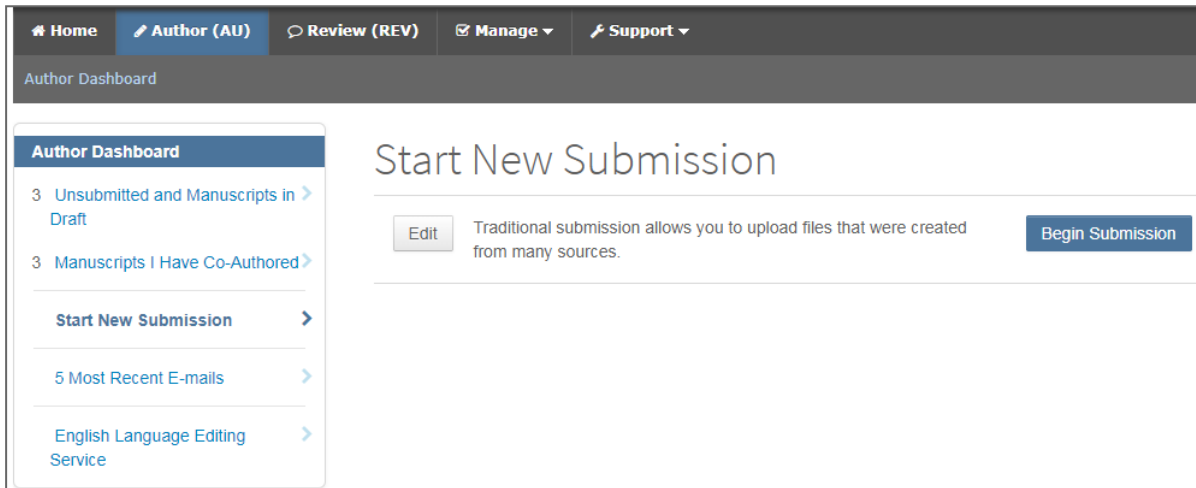 Home Author (AU) Review (REV) Manage Support
Author Dashboard
Author Dashboard
3 Unsubmitted and Manuscripts in
Draft
3 Manuscripts I Have Co-Authored
Start New Submission
5 Most Recent E-mails
English Language Editing
Service
Start New Submission
Edit
Traditional submission allows you to upload files that were created
from many sources.
Begin Submission